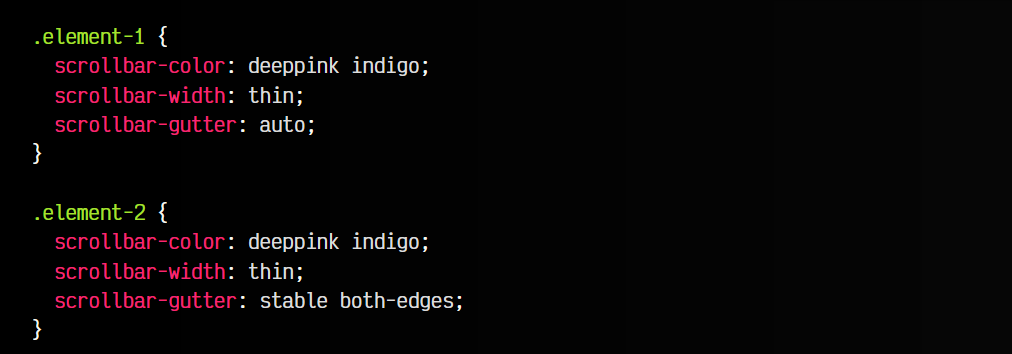 .element-1 {
  scrollbar-color: deeppink indigo;
  scrollbar-width: thin;
  scrollbar-gutter: auto;
}

.element-2 {
  scrollbar-color: deeppink indigo;
  scrollbar-width: thin;
  scrollbar-gutter: stable both-edges;
}